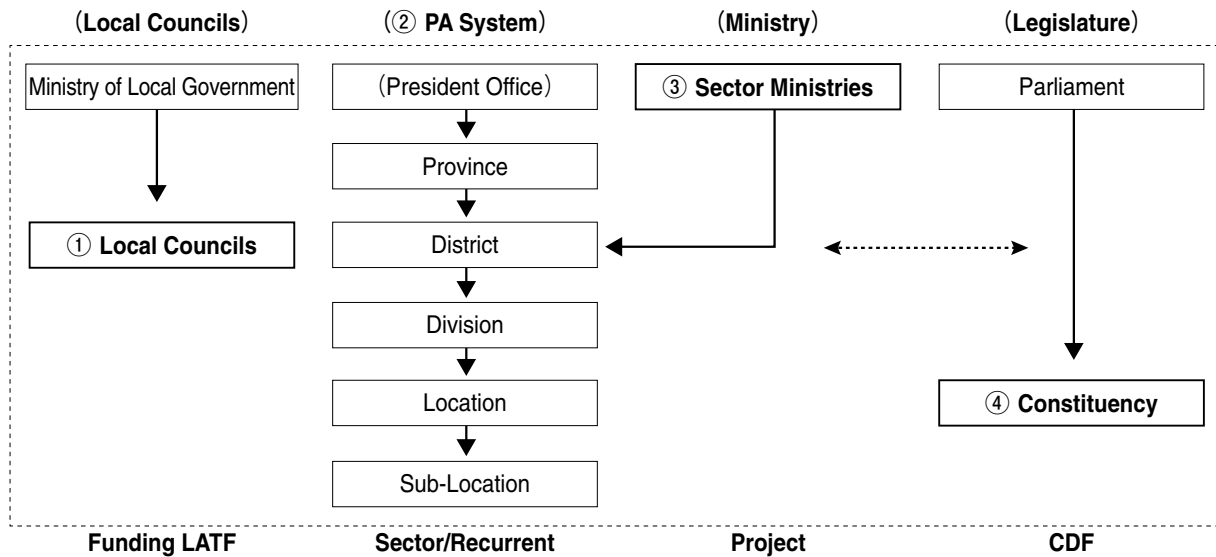 (Local Councils)
(② PA System)
(Ministry)
(Legislature)
Ministry of Local Government
(President Office)
③ Sector Ministries
Parliament
Province
① Local Councils
District
Division
Location
④ Constituency
Sub-Location
Funding LATF
Sector/Recurrent
Project
CDF